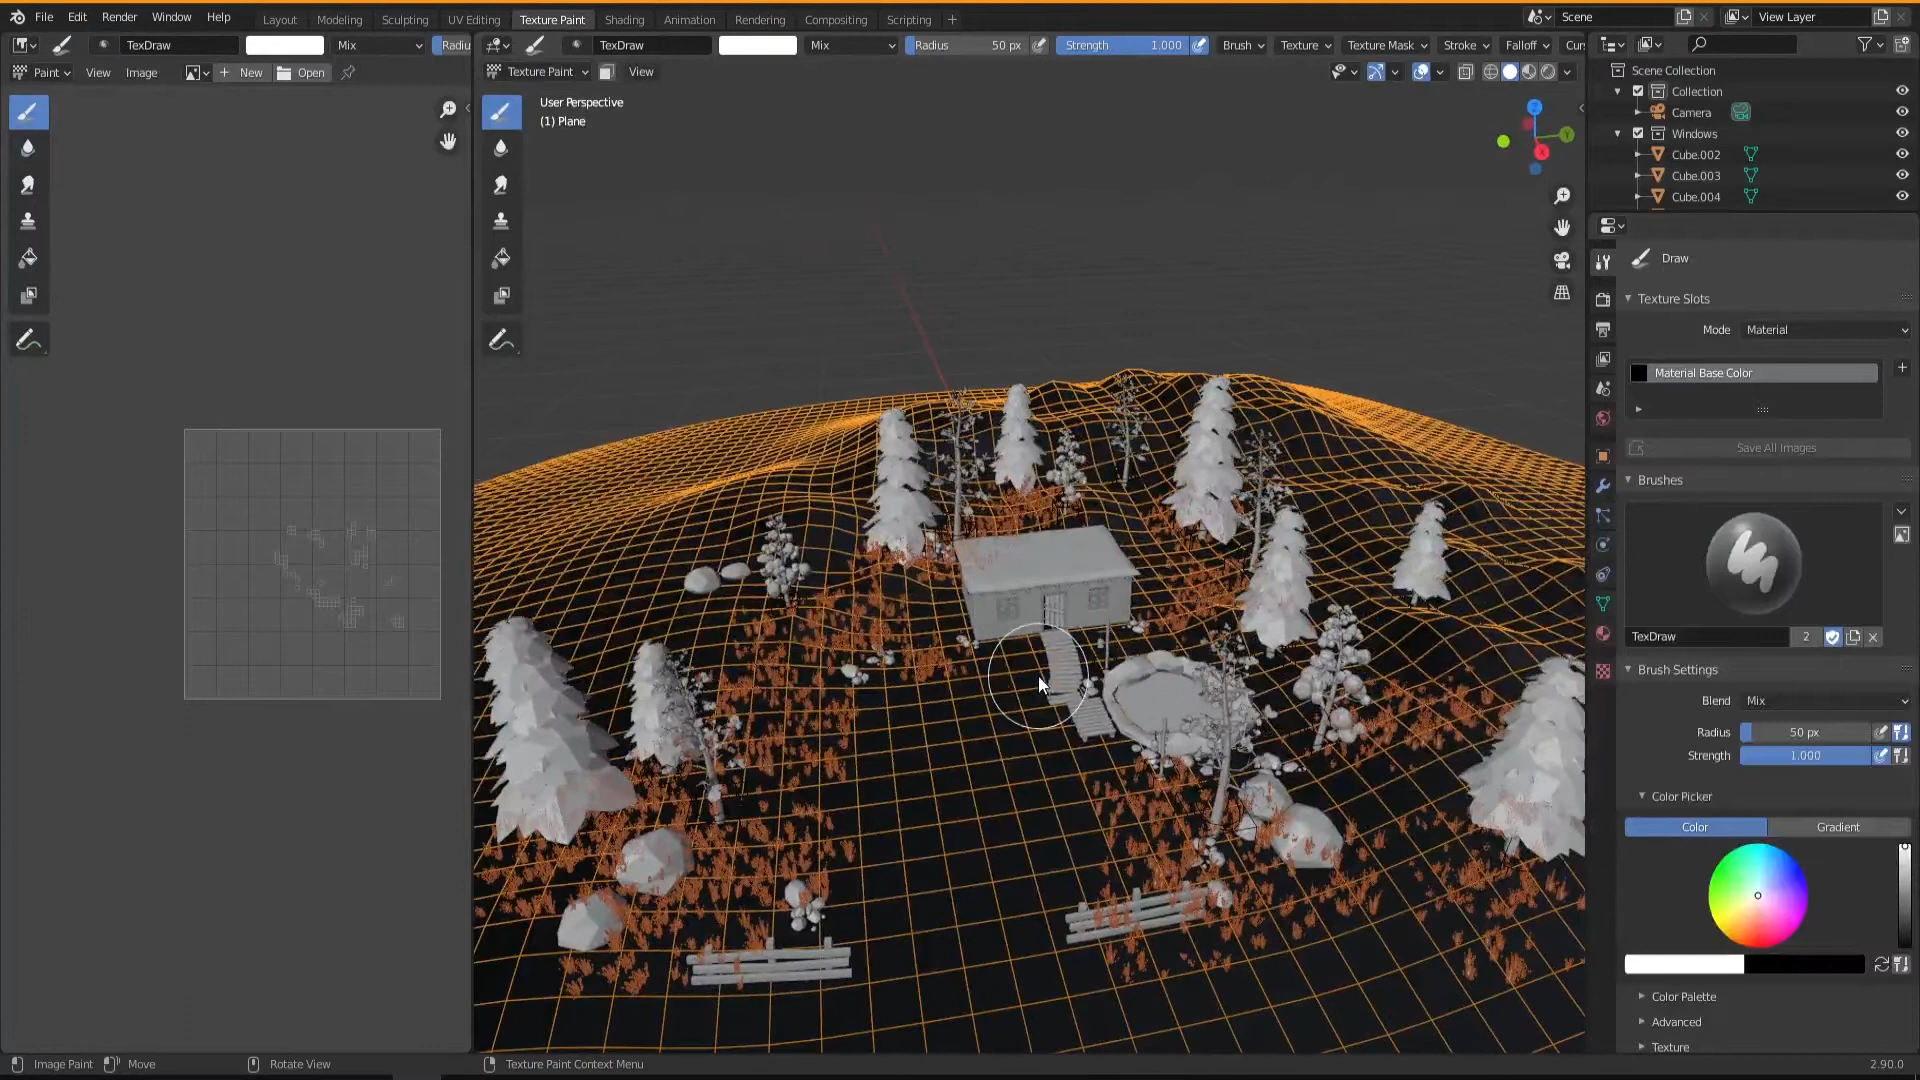 File Edit Render Window Help
Layout Modeling Sculpting UV Editing Texture Paint Shading Animation Rendering Compositing Scripting +
Scene
View Layer
TexDraw Mix Radiu
TexDraw Mix Radius 50 px Strength 1.000 Brush Texture Texture Mask Stroke Falloff Cur
Paint View Image + New Open
Texture Paint View
User Perspective
(1) Plane
Scene Collection
Collection
Camera
Windows
Cube.002
Cube.003
Cube.004
Draw
Texture Slots
Mode Material
Material Base Color
Save All Images
Brushes
TexDraw 2
Brush Settings
Blend Mix
Radius 50 px
Strength 1.000
Color Picker
Color Gradient
Color Palette
Advanced
Texture
Image Paint Move Rotate View Texture Paint Context Menu 2.90.0